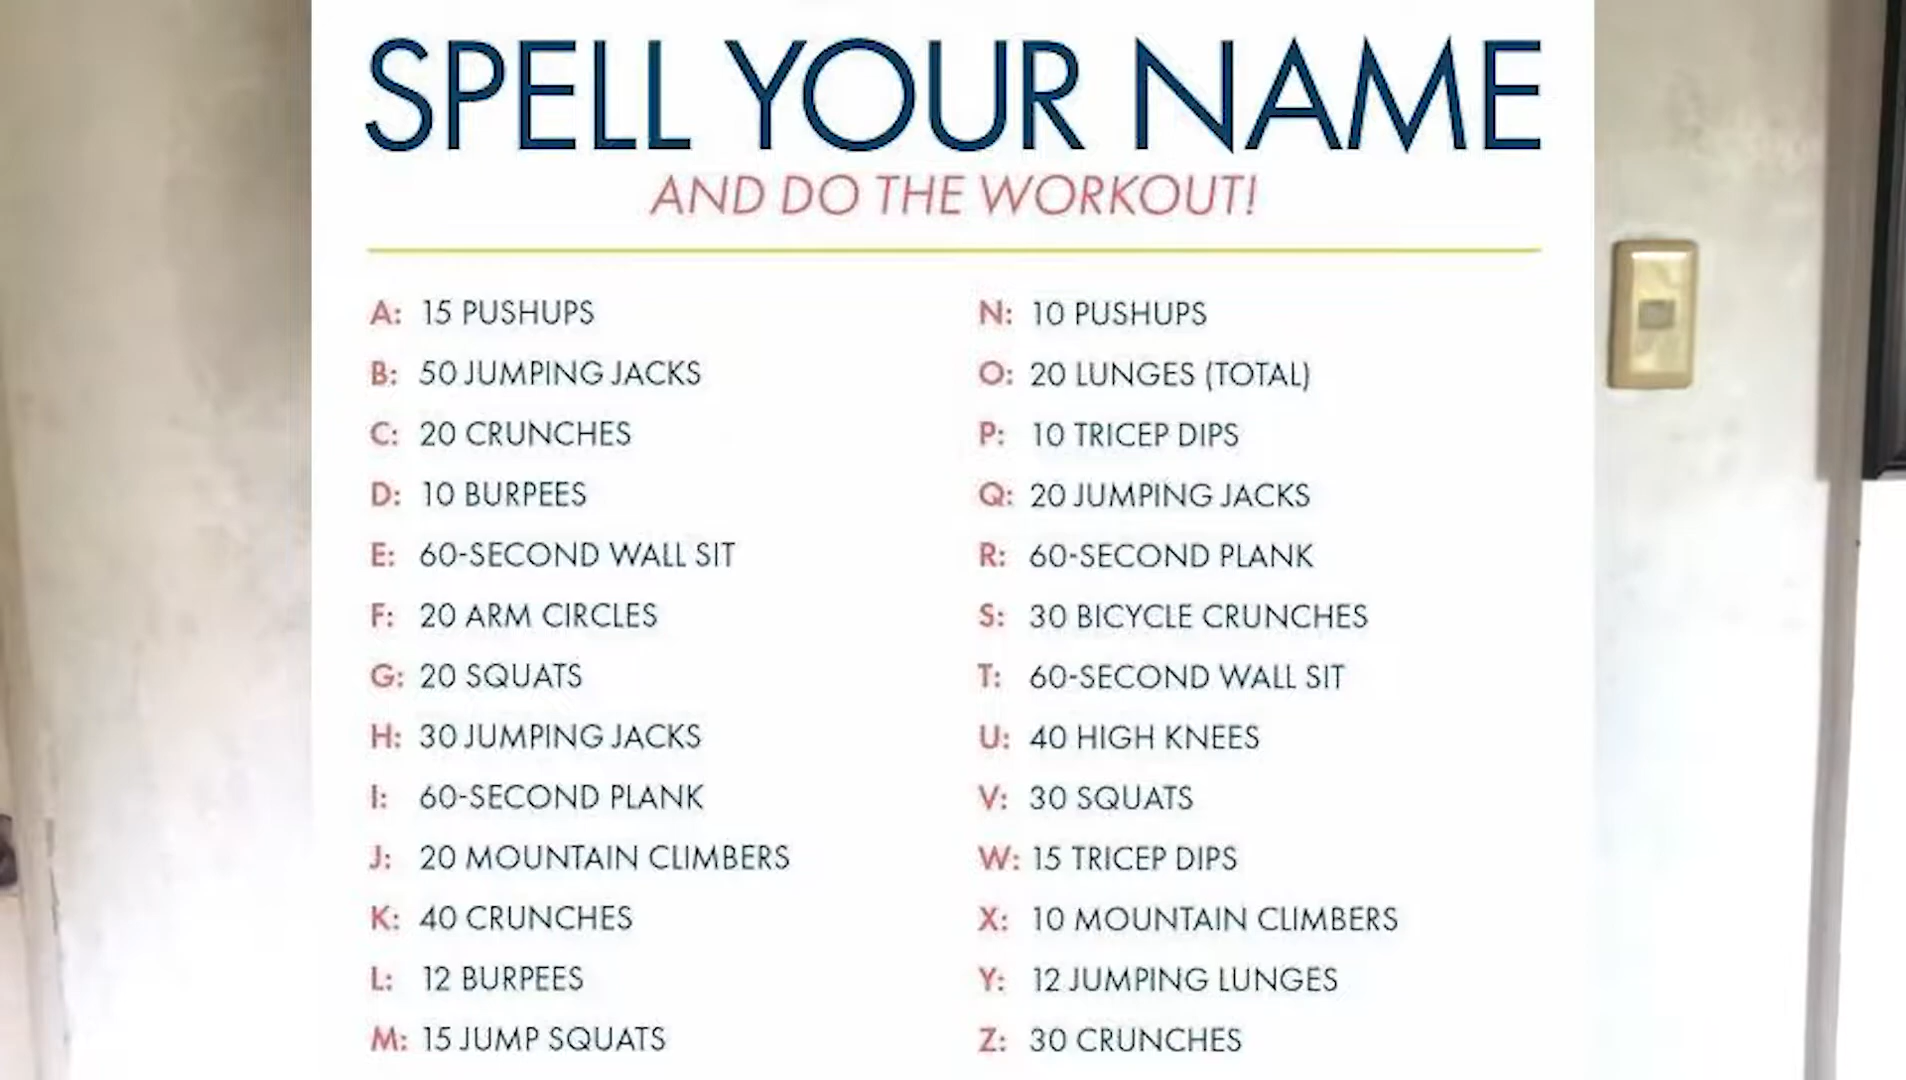 SPELL YOUR NAME
AND DO THE WORKOUT!
A: 15 PUSHUPS
B: 50 JUMPING JACKS
C: 20 CRUNCHES
D: 10 BURPEES
E: 60-SECOND WALL SIT
F: 20 ARM CIRCLES
G: 20 SQUATS
H: 30 JUMPING JACKS
I: 60-SECOND PLANK
J: 20 MOUNTAIN CLIMBERS
K: 40 CRUNCHES
L: 12 BURPEES
M: 15 JUMP SQUATS
N: 10 PUSHUPS
O: 20 LUNGES (TOTAL)
P: 10 TRICEP DIPS
Q: 20 JUMPING JACKS
R: 60-SECOND PLANK
S: 30 BICYCLE CRUNCHES
T: 60-SECOND WALL SIT
U: 40 HIGH KNEES
V: 30 SQUATS
W: 15 TRICEP DIPS
X: 10 MOUNTAIN CLIMBERS
Y: 12 JUMPING LUNGES
Z: 30 CRUNCHES